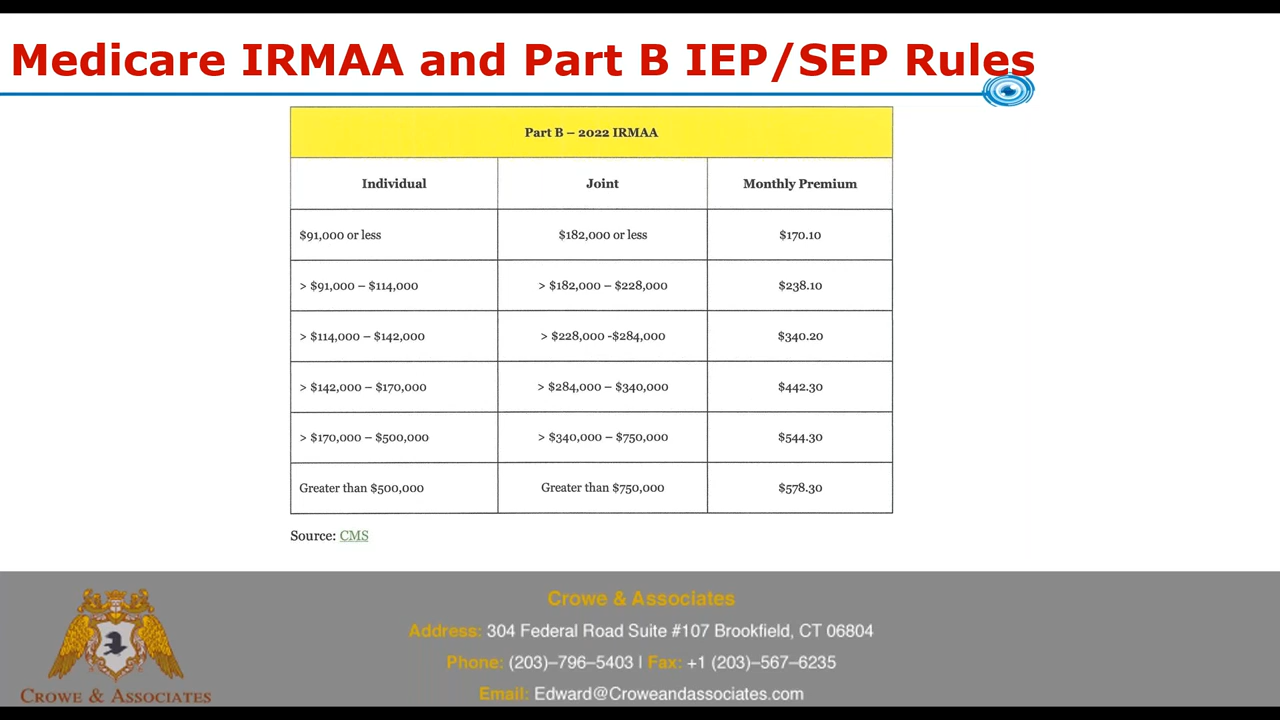 Medicare IRMAA and Part B IEP/SEP Rules
Part B – 2022 IRMAA
Individual Joint Monthly Premium
$91,000 or less $182,000 or less $170.10
> $91,000 – $114,000 > $182,000 – $228,000 $238.10
> $114,000 – $142,000 > $228,000 -$284,000 $340.20
> $142,000 – $170,000 > $284,000 – $340,000 $442.30
> $170,000 – $500,000 > $340,000 – $750,000 $544.30
Greater than $500,000 Greater than $750,000 $578.30
Source: CMS
Crowe & Associates
Address: 304 Federal Road Suite #107 Brookfield, CT 06804
Phone: (203)–796–5403 | Fax: +1 (203)–567–6235
Email: Edward@Croweandassociates.com
CROWE & ASSOCIATES